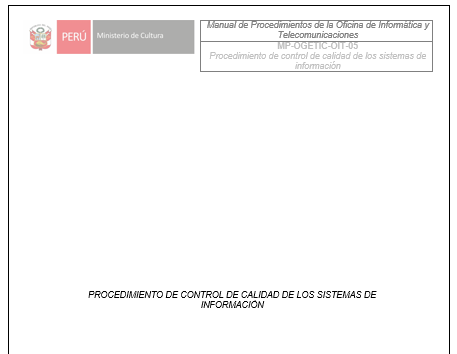 PERÚ
Ministerio de Cultura
Manual de Procedimientos de la Oficina de Informática y
Telecomunicaciones
MP-OGETIC-OIT-05
Procedimiento de control de calidad de los sistemas de
información
PROCEDIMIENTO DE CONTROL DE CALIDAD DE LOS SISTEMAS DE
INFORMACIÓN